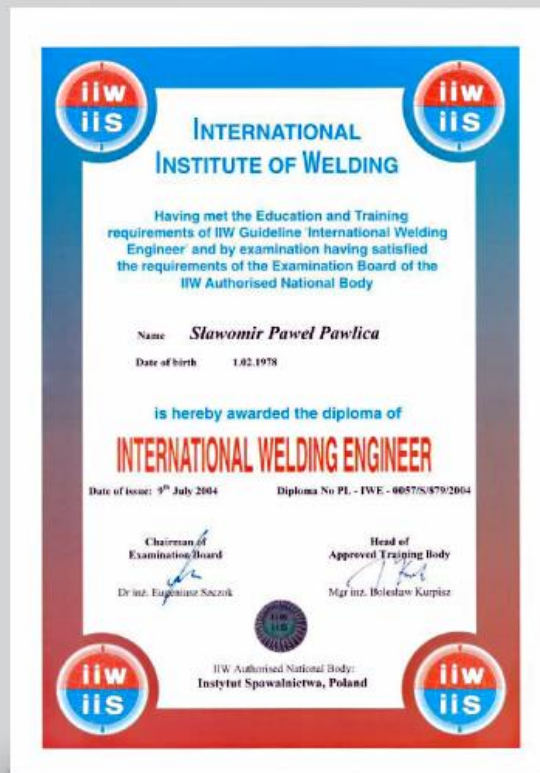 iiw
iis
iiw
iis
INTERNATIONAL
INSTITUTE OF WELDING
Having met the Education and Training
requirements of IIW Guideline 'International Welding
Engineer' and by examination having satisfied
the requirements of the Examination Board of the
IIW Authorised National Body
Name Sławomir Paweł Pawlica
Date of birth 1.02.1978
is hereby awarded the diploma of
INTERNATIONAL WELDING ENGINEER
Date of issue: 9th July 2004 Diploma No PL - IWE - 0057/S/879/2004
Chairman of
Examination Board
Head of
Approved Training Body
Dr inż. Eugeniusz Szczok
Mgr inż. Bolesław Kurpisz
iiw
iis
IIW Authorised National Body:
Instytut Spawalnictwa, Poland
iiw
iis
iiw
iis